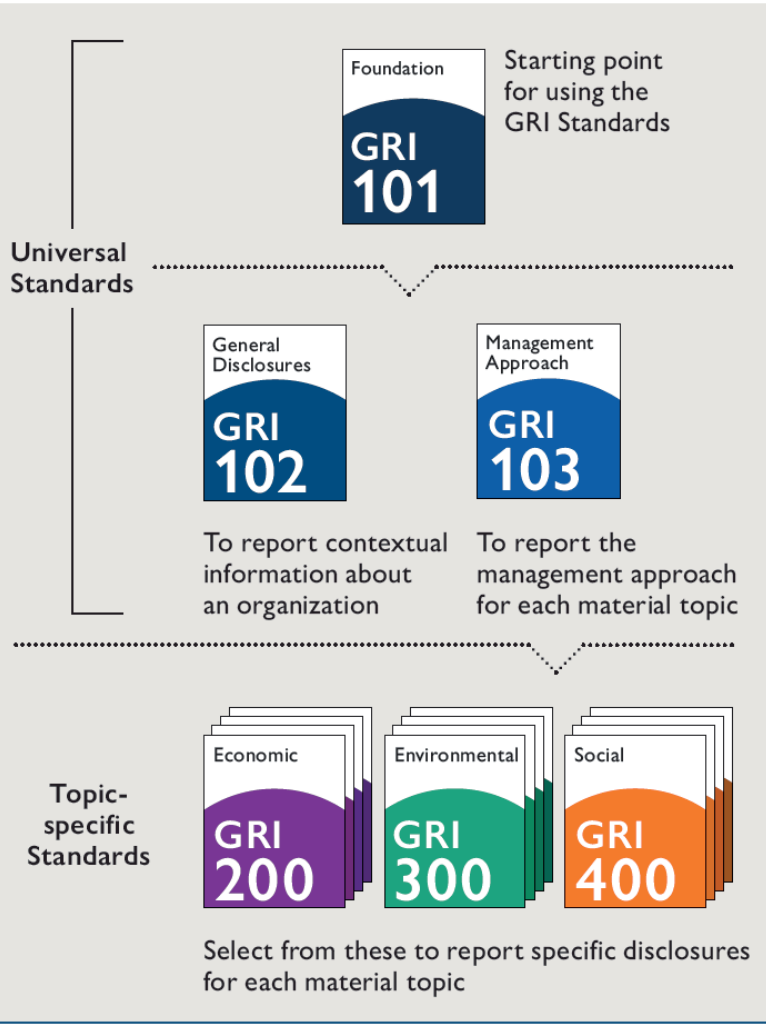 Foundation
GRI
101
Starting point
for using the
GRI Standards
Universal
Standards
General
Disclosures
GRI
102
To report contextual
information about
an organization
Management
Approach
GRI
103
To report the
management approach
for each material topic
Topic-
specific
Standards
Economic
GRI
200
Environmental
GRI
300
Social
GRI
400
Select from these to report specific disclosures
for each material topic